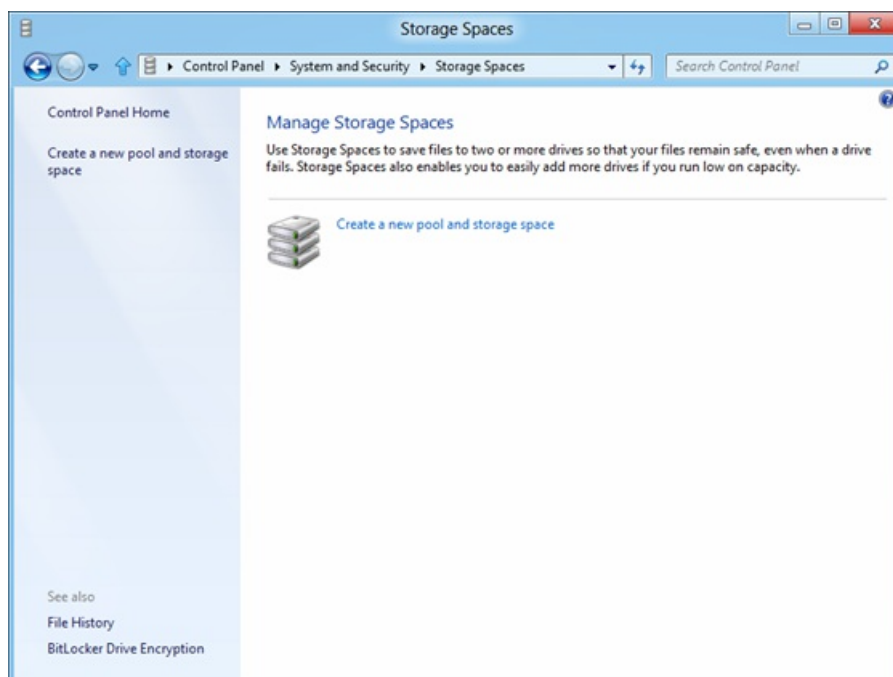 Storage Spaces
Control Panel
System and Security
Storage Spaces
Search Control Panel
Control Panel Home
Create a new pool and storage
space
Manage Storage Spaces
Use Storage Spaces to save files to two or more drives so that your files remain safe, even when a drive
fails. Storage Spaces also enables you to easily add more drives if you run low on capacity.
Create a new pool and storage space
See also
File History
BitLocker Drive Encryption